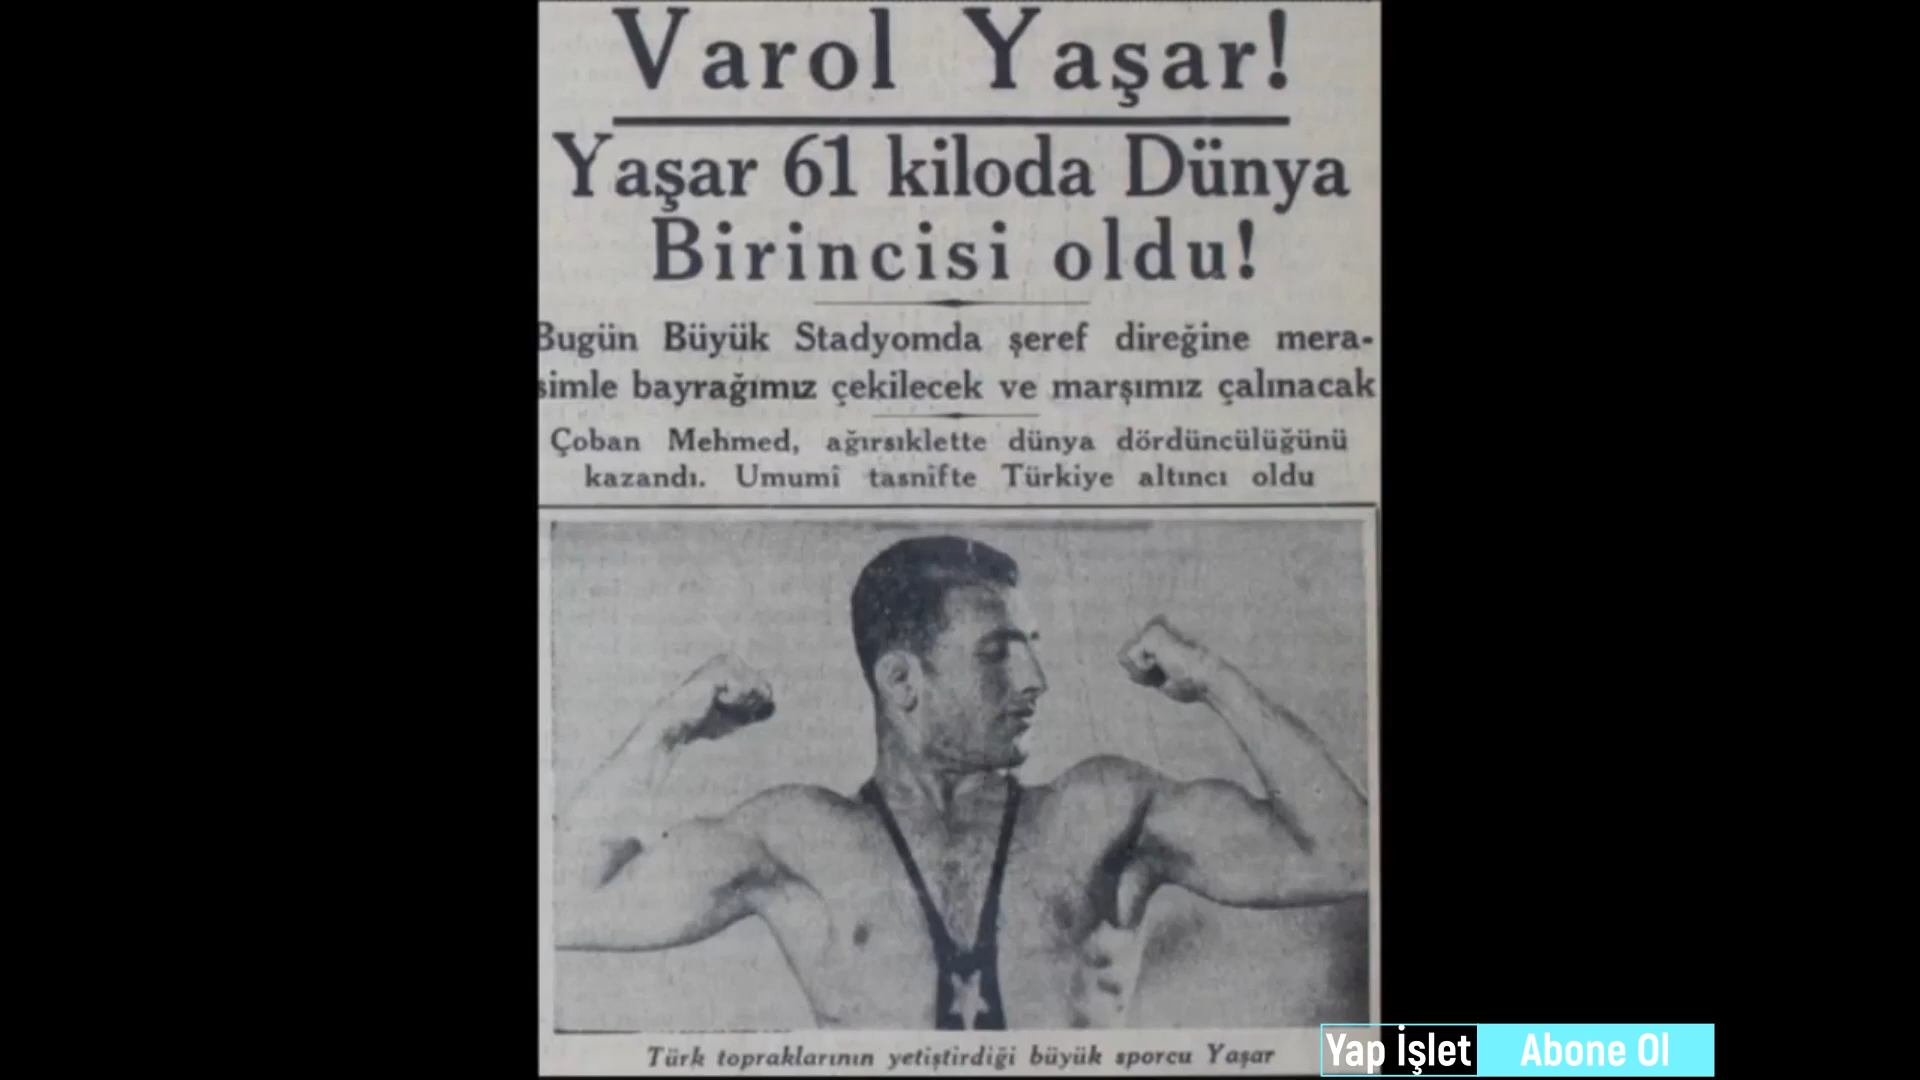 Varol Yaşar!
Yaşar 61 kiloda Dünya
Birincisi oldu!
Bugün Büyük Stadyomda şeref direğine mera-
simle bayrağımız çekilecek ve marşımız çalınacak
Çoban Mehmed, ağırsıklette dünya dördüncülüğünü
kazandı. Umumî tasnifte Türkiye altıncı oldu
Türk topraklarının yetiştirdiği büyük sporcu Yaşar
Yap İşlet Abone Ol